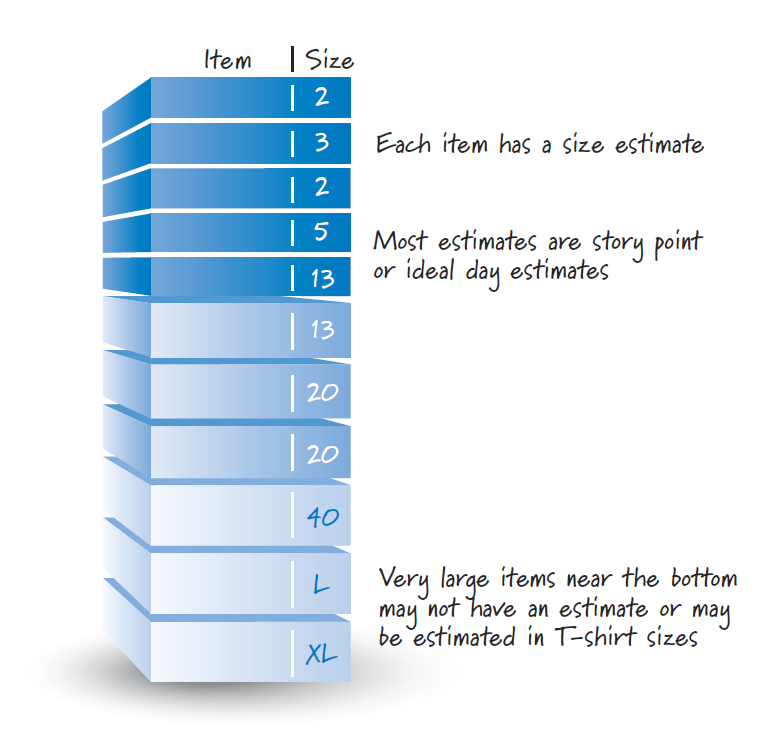 Item | Size
2
3
Each item has a size estimate
2
5
Most estimates are story point
or ideal day estimates
13
13
20
20
40
L
Very large items near the bottom
may not have an estimate or may
be estimated in T-shirt sizes
XL